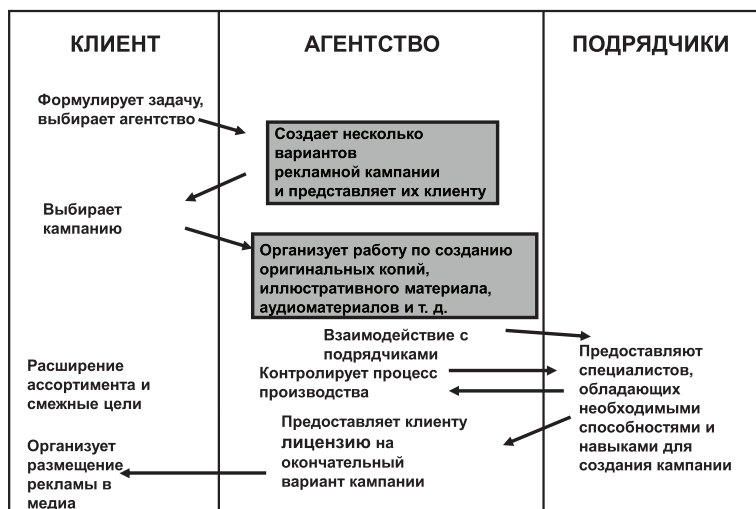 КЛИЕНТ
АГЕНТСТВО
ПОДРЯДЧИКИ
Формулирует задачу,
выбирает агентство
Создает несколько
вариантов
рекламной кампании
и представляет их клиенту
Выбирает
кампанию
Организует работу по созданию
оригинальных копий,
иллюстративного материала,
аудиоматериалов и т. д.
Взаимодействие с
подрядчиками
Контролирует процесс
производства
Предоставляют
специалистов,
обладающих
необходимыми
способностями и
навыками для
создания кампании
Расширение
ассортимента и
смежные цели
Предоставляет клиенту
лицензию на
окончательный
вариант кампании
Организует
размещение
рекламы в
медиа